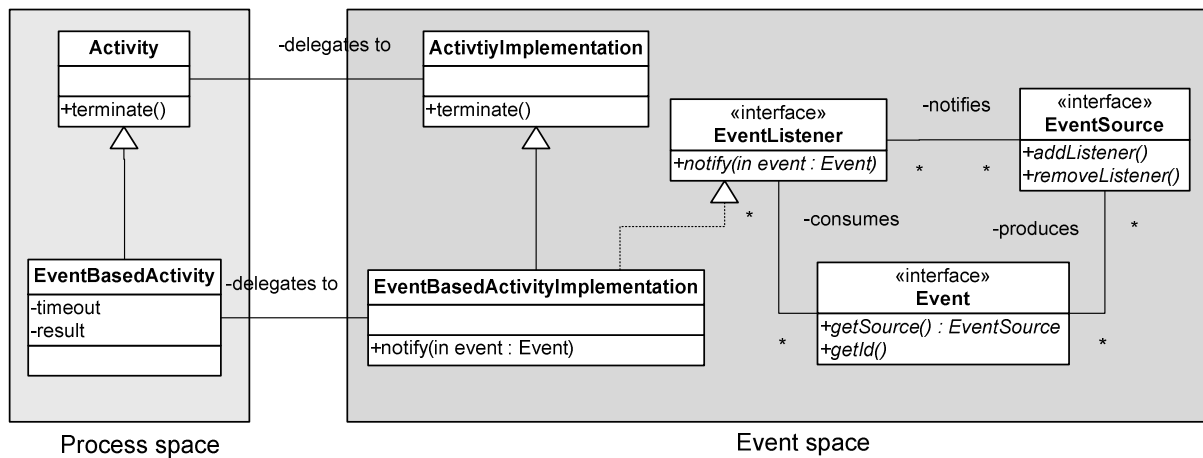 Activity
+terminate()
-delegates to
ActivtiyImplementation
+terminate()
«interface»
EventListener
+notify(in event : Event)
-notifies
«interface»
EventSource
+addListener()
+removeListener()
*
*
*
-consumes
-produces
*
EventBasedActivity
-timeout
-result
-delegates to
EventBasedActivityImplementation
+notify(in event : Event)
«interface»
Event
+getSource() : EventSource
+getId()
*
*
Process space
Event space